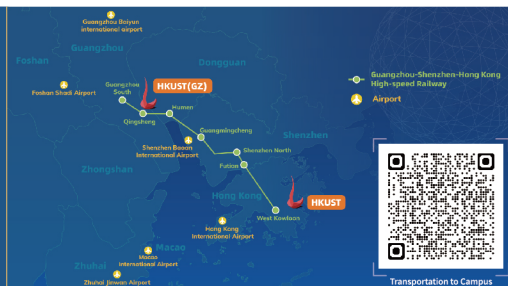 Guangzhou Baiyun
international airport
Guangzhou
Foshan
Dongguan
Foshan Shadi Airport
Guangzhou
South
HKUST(GZ)
Humen
Qingsheng
Guangmingcheng
Shenzhen Baoan
International Airport
Shenzhen North
Shenzhen
Futian
Zhongshan
Hong Kong
HKUST
West Kowloon
Hong Kong
International Airport
Macao
Macao
International Airport
Zhuhai
Zhuhai Jinwan Airport
Guangzhou-Shenzhen-Hong Kong
High-speed Railway
Airport
Transportation to Campus